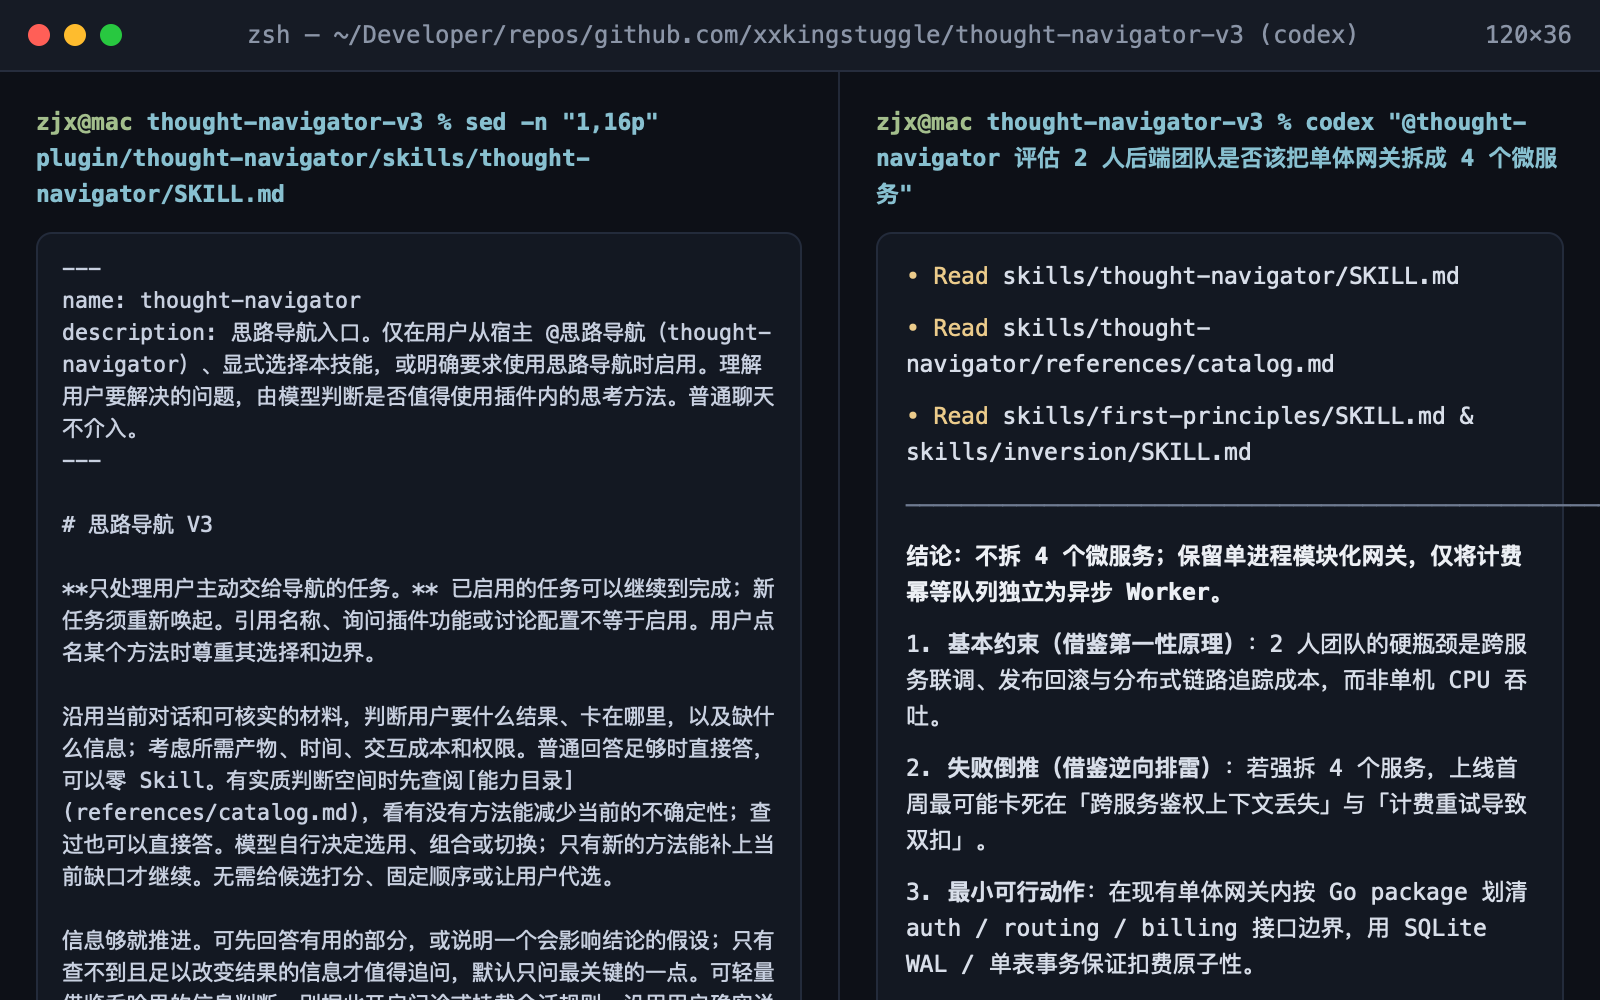 zsh — ~/Developer/repos/github.com/xxkingstuggle/thought-navigator-v3 (codex)
120×36
zjx@mac thought-navigator-v3 % sed -n "1,16p"
plugin/thought-navigator/skills/thought-
navigator/SKILL.md
---
name: thought-navigator
description: 思路导航入口。仅在用户从宿主 @思路导航（thought-
navigator）、显式选择本技能，或明确要求使用思路导航时启用。理解
用户要解决的问题，由模型判断是否值得使用插件内的思考方法。普通聊天
不介入。
---
# 思路导航 V3
**只处理用户主动交给导航的任务。** 已启用的任务可以继续到完成；新
任务须重新唤起。引用名称、询问插件功能或讨论配置不等于启用。用户点
名某个方法时尊重其选择和边界。
沿用当前对话和可核实的材料，判断用户要什么结果、卡在哪里，以及缺什
么信息；考虑所需产物、时间、交互成本和权限。普通回答足够时直接答，
可以零 Skill。有实质判断空间时先查阅[能力目录]
(references/catalog.md)，看有没有方法能减少当前的不确定性；查
过也可以直接答。模型自行决定选用、组合或切换；只有新的方法能补上当
前缺口才继续。无需给候选打分、固定顺序或让用户代选。
信息够就推进。可先回答有用的部分，或说明一个会影响结论的假设；只有
查不到且足以改变结果的信息才值得追问，默认只问最关键的一点。可轻量
zjx@mac thought-navigator-v3 % codex "@thought-
navigator 评估 2 人后端团队是否该把单体网关拆成 4 个微服
务"
• Read skills/thought-navigator/SKILL.md
• Read skills/thought-
navigator/references/catalog.md
• Read skills/first-principles/SKILL.md &
skills/inversion/SKILL.md
结论：不拆 4 个微服务；保留单进程模块化网关，仅将计费
幂等队列独立为异步 Worker。
1. 基本约束（借鉴第一性原理）：2 人团队的硬瓶颈是跨服
务联调、发布回滚与分布式链路追踪成本，而非单机 CPU 吞
吐。
2. 失败倒推（借鉴逆向排雷）：若强拆 4 个服务，上线首
周最可能卡死在「跨服务鉴权上下文丢失」与「计费重试导致
双扣」。
3. 最小可行动作：在现有单体网关内按 Go package 划清
auth / routing / billing 接口边界，用 SQLite
WAL / 单表事务保证扣费原子性。